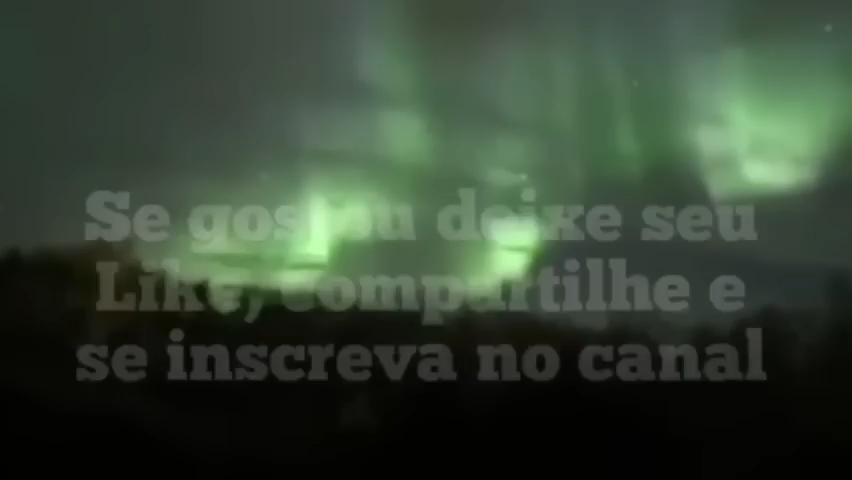 Se gostou deixe seu
Like, compartilhe e
se inscreva no canal